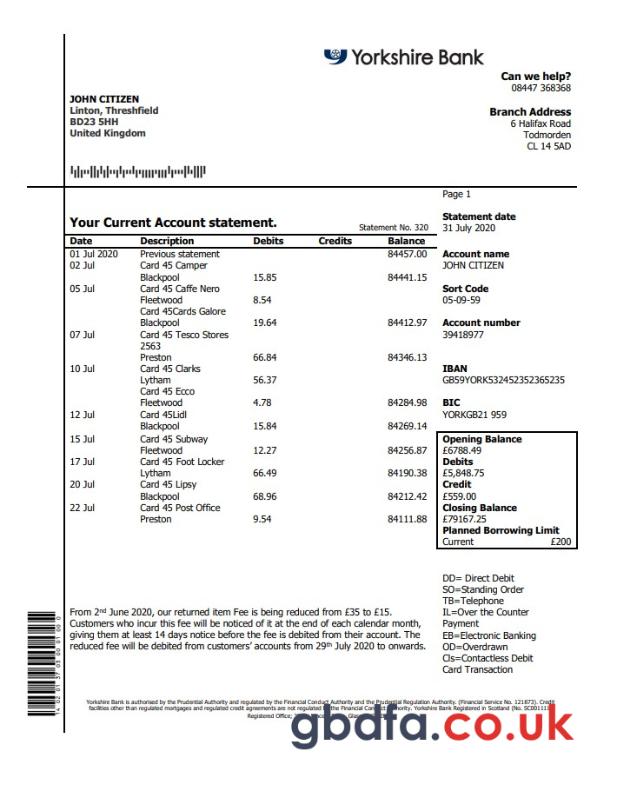 Yorkshire Bank
Can we help?
08447 368368
JOHN CITIZEN
Linton, Threshfield
BD23 5HH
United Kingdom
Branch Address
6 Halifax Road
Todmorden
CL 14 5AD
Page 1
Your Current Account statement.
Statement No. 320
Statement date
31 July 2020
Date Description Debits Credits Balance
01 Jul 2020 Previous statement 84457.00
02 Jul Card 45 Camper
Blackpool 15.85 84441.15
05 Jul Card 45 Caffe Nero
Fleetwood 8.54
Card 45Cards Galore
Blackpool 19.64 84412.97
07 Jul Card 45 Tesco Stores
2563
Preston 66.84 84346.13
10 Jul Card 45 Clarks
Lytham 56.37
Card 45 Ecco
Fleetwood 4.78 84284.98
12 Jul Card 45Lidl
Blackpool 15.84 84269.14
15 Jul Card 45 Subway
Fleetwood 12.27 84256.87
17 Jul Card 45 Foot Locker
Lytham 66.49 84190.38
20 Jul Card 45 Lipsy
Blackpool 68.96 84212.42
22 Jul Card 45 Post Office
Preston 9.54 84111.88
Account name
JOHN CITIZEN
Sort Code
05-09-59
Account number
39418977
IBAN
GB59YORK532452352365235
BIC
YORKGB21 959
Opening Balance
£6788.49
Debits
£5,848.75
Credit
£559.00
Closing Balance
£79167.25
Planned Borrowing Limit
Current £200
DD= Direct Debit
SO=Standing Order
TB=Telephone
IL=Over the Counter
Payment
EB=Electronic Banking
OD=Overdrawn
Cls=Contactless Debit
Card Transaction
From 2nd June 2020, our returned item Fee is being reduced from £35 to £15.
Customers who incur this fee will be noticed of it at the end of each calendar month,
giving them at least 14 days notice before the fee is debited from their account. The
reduced fee will be debited from customers' accounts from 29th July 2020 to onwards.
Yorkshire Bank is authorised by the Prudential Authority and regulated by the Financial Conduct Authority and the Prudential Regulation Authority. (Financial Service No. 121873). Credit
facilities other than regulated mortgages and regulated credit agreements are not regulated by the Financial Conduct Authority. Yorkshire Bank Registered in Scotland (No.
Registered Office;
gbdfa.co.uk